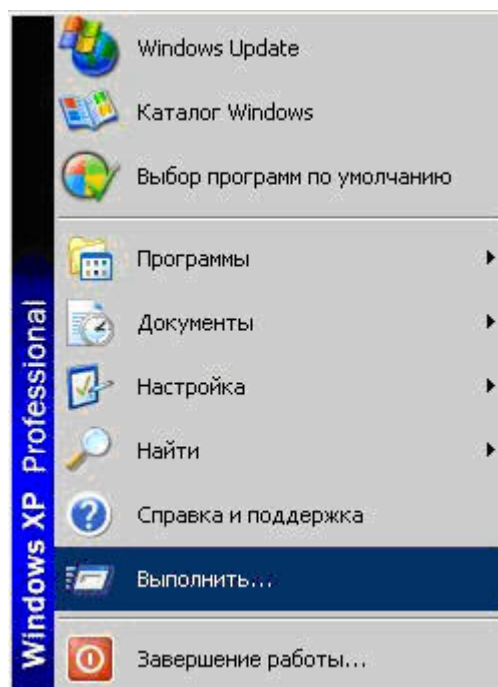 Windows Update
Каталог Windows
Выбор программ по умолчанию
Программы
Документы
Настройка
Найти
Справка и поддержка
Выполнить...
Завершение работы...
Windows XP Professional